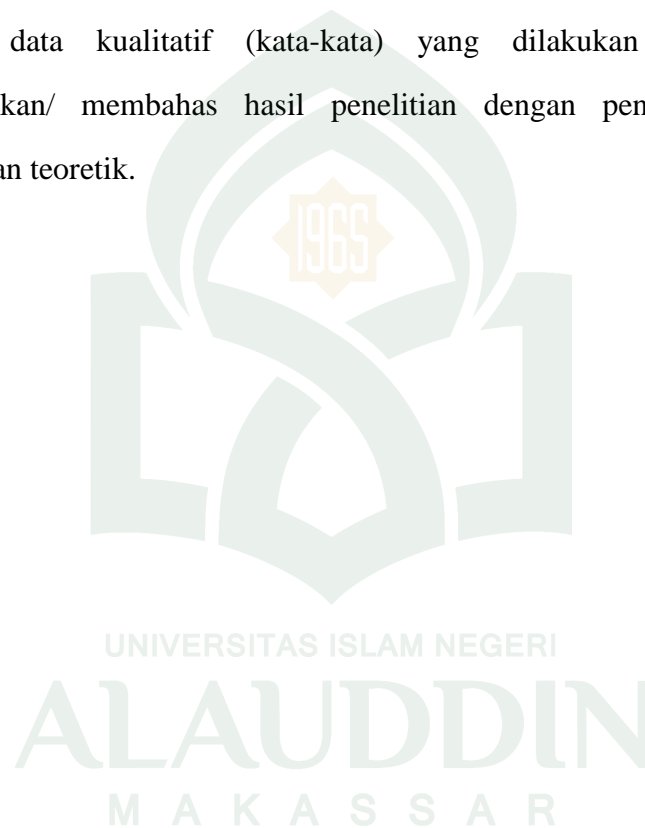 data kualitatif (kata-kata) yang dilakukan
kan/ membahas hasil penelitian dengan pen
an teoretik.
1965
UNIVERSITAS ISLAM NEGERI
ALAUDDIN
MAKASSAR